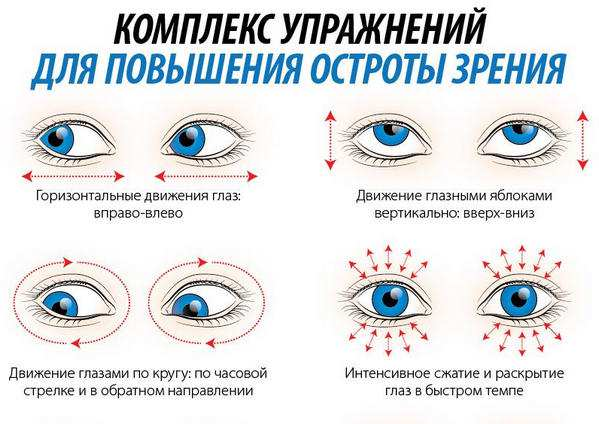 КОМПЛЕКС УПРАЖНЕНИЙ
ДЛЯ ПОВЫШЕНИЯ ОСТРОТЫ ЗРЕНИЯ
Горизонтальные движения глаз:
вправо-влево
Движение глазными яблоками
вертикально: вверх-вниз
Движение глазами по кругу: по часовой
стрелке и в обратном направлении
Интенсивное сжатие и раскрытие
глаз в быстром темпе